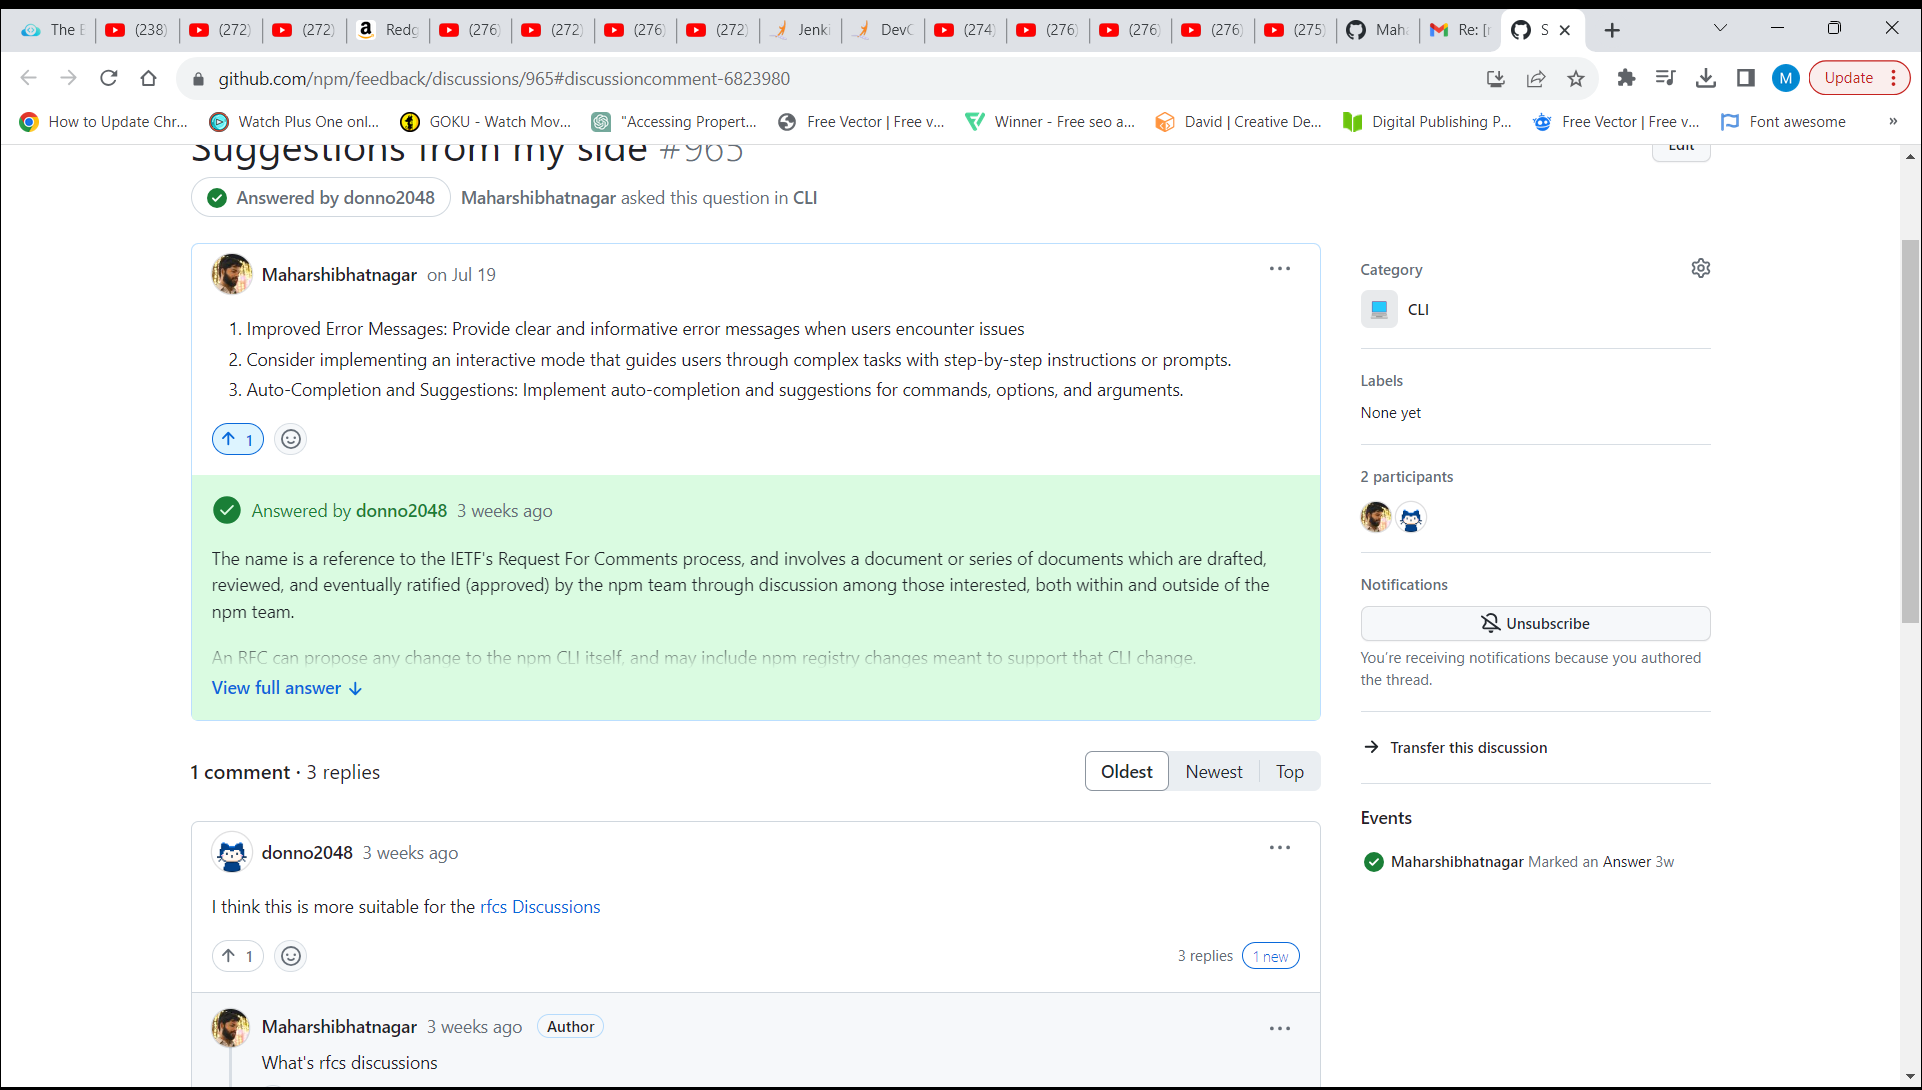 The E
(238)
(272)
(272)
Redg
(276)
(272)
(276)
(272)
Jenki
DevC
(274)
(276)
(276)
(276)
(275)
Maha
Re: [r
S
github.com/npm/feedback/discussions/965#discussioncomment-6823980
M
Update
How to Update Chr...
Watch Plus One onl...
GOKU - Watch Mov...
"Accessing Propert...
Free Vector | Free v...
Winner - Free seo a...
David | Creative De...
Digital Publishing P...
Free Vector | Free v...
Font awesome
»
Suggestions from my side #965
Edit
Answered by donno2048
Maharshibhatnagar asked this question in CLI
Maharshibhatnagar on Jul 19
1. Improved Error Messages: Provide clear and informative error messages when users encounter issues
2. Consider implementing an interactive mode that guides users through complex tasks with step-by-step instructions or prompts.
3. Auto-Completion and Suggestions: Implement auto-completion and suggestions for commands, options, and arguments.
1
Answered by donno2048 3 weeks ago
The name is a reference to the IETF's Request For Comments process, and involves a document or series of documents which are drafted,
reviewed, and eventually ratified (approved) by the npm team through discussion among those interested, both within and outside of the
npm team.
An RFC can propose any change to the npm CLI itself, and may include npm registry changes meant to support that CLI change.
View full answer
1 comment · 3 replies
Oldest
Newest
Top
donno2048 3 weeks ago
I think this is more suitable for the rfcs Discussions
1
3 replies
1 new
Maharshibhatnagar 3 weeks ago Author
What's rfcs discussions
Category
CLI
Labels
None yet
2 participants
Notifications
Unsubscribe
You're receiving notifications because you authored
the thread.
Transfer this discussion
Events
Maharshibhatnagar Marked an Answer 3w